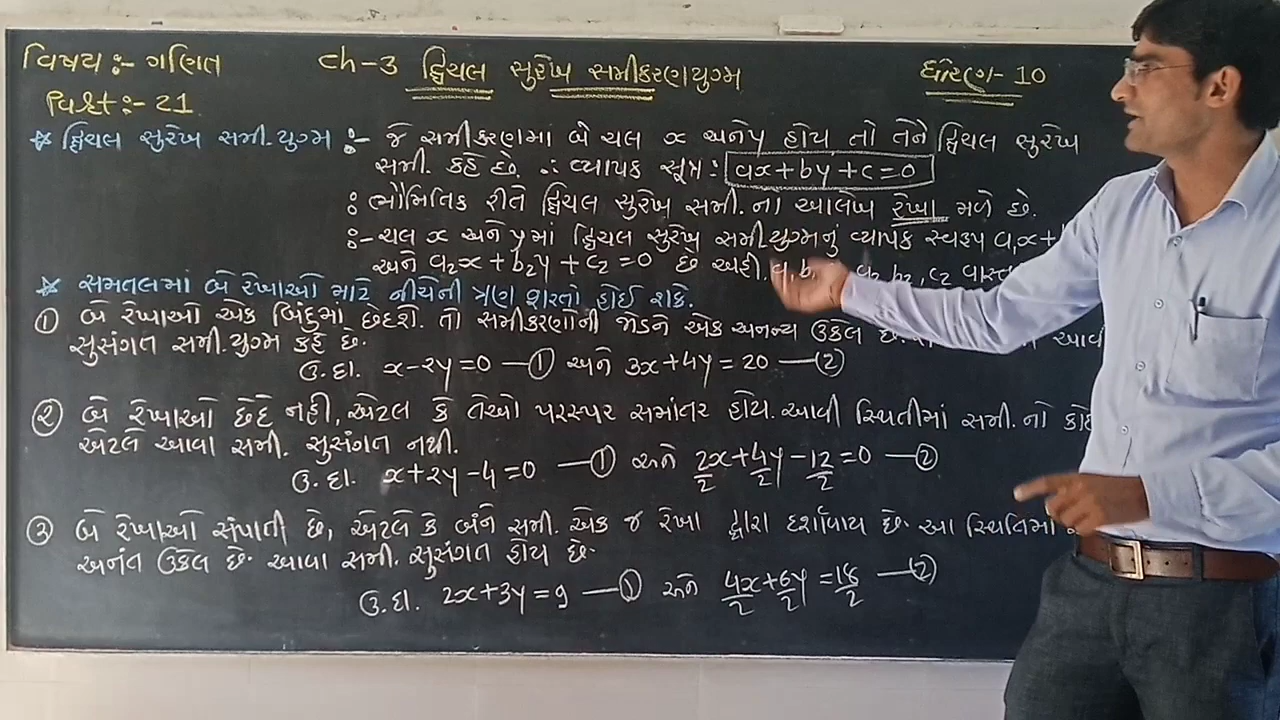 વિષય :- ગણિત
Ch-3 દ્વિચલ સુરેખ સમીકરણયુગ્મ
ધોરણ- 10
:- 21
* દ્વિચલ સુરેખ સમી. યુગ્મ :- જે સમીકરણમાં બે ચલ x અને y હોય તો તેને દ્વિચલ સુરેખ
સમી. કહે છે. ∴ વ્યાપક સૂત્ર : ax + by + c = 0
: ભૌમિતિક રીતે દ્વિચલ સુરેખ સમી. ના આલેખ રેખા મળે છે.
:- ચલ x અને y માં દ્વિચલ સુરેખ સમી. યુગ્મનું વ્યાપક સ્વરૂપ a₁x +
અને a₂x + b₂y + c₂ = 0 છે અહીં. a₁ b₁ a₂ b₂, c₂
* સમતલમાં બે રેખાઓ માટે નીચેની ત્રણ શરતો હોઈ શકે.
① બે રેખાઓ એક બિંદુમાં છેદશે. તો સમીકરણોની જોડને એક અનન્ય ઉકેલ છે. આવી
સુસંગત સમી. યુગ્મ કહે છે.
ઉ.દા. x - 2y = 0 —① અને 3x + 4y = 20 —②
② બે રેખાઓ છેદે નહીં, એટલે કે તેઓ પરસ્પર સમાંતર હોય. આવી સ્થિતીમાં સમી. નો
એટલે આવા સમી. સુસંગત નથી.
ઉ.દા. x + 2y - 4 = 0 —① અને 2x/2 + 4y/2 - 12/2 = 0 —②
③ બે રેખાઓ સંપાતી છે, એટલે કે બંને સમી. એક જ રેખા દ્વારા દર્શાવાય છે. આ સ્થિતિમાં
અનંત ઉકેલ છે. આવા સમી. સુસંગત હોય છે.
ઉ.દા. 2x + 3y = 9 —① અને 4x/2 + 6y/2 = 18/2 —②